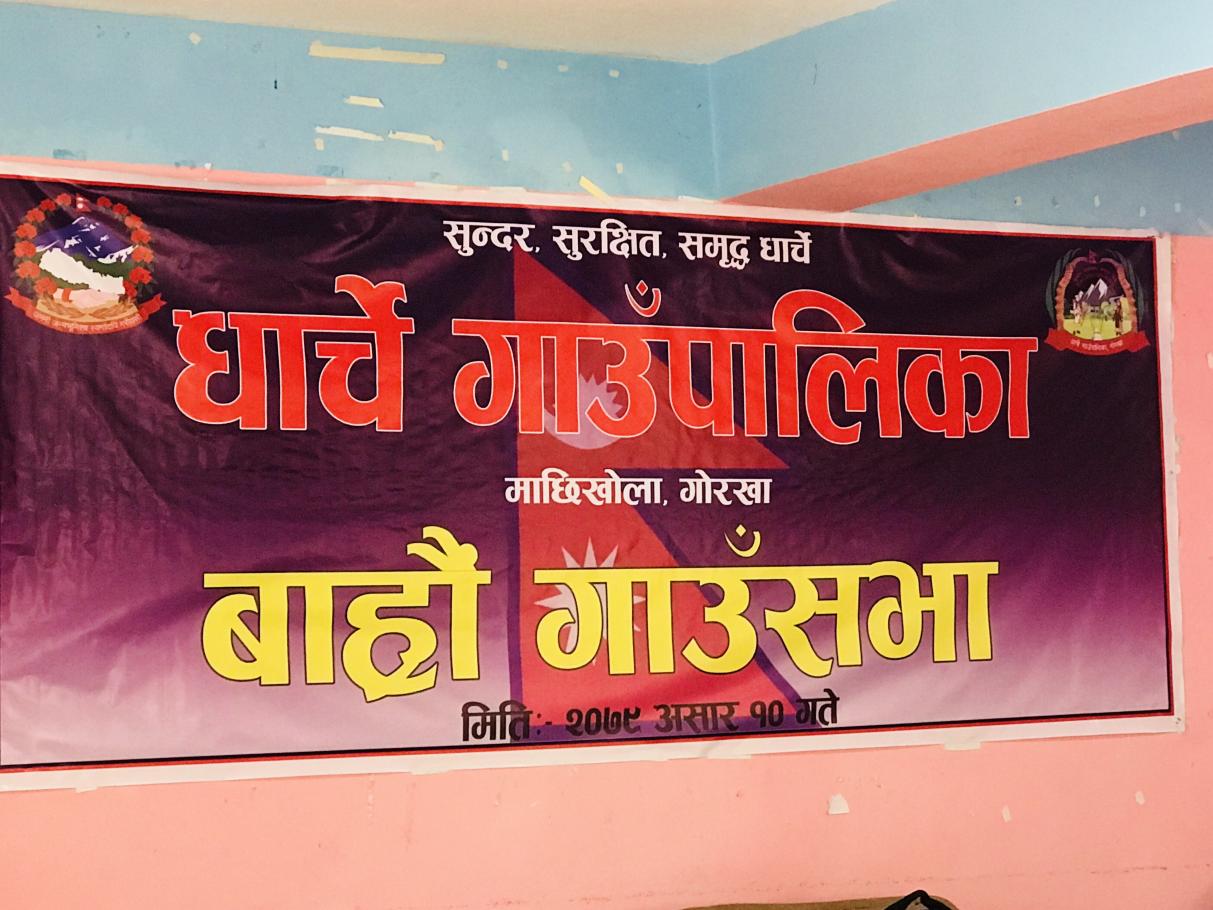 सुन्दर, सुरक्षित, समृद्ध धार्चे
धार्चे गाउँपालिका
माछिखोला, गोरखा
बाह्रौं गाउँसभा
मितिः- २०७९ असार १० गते